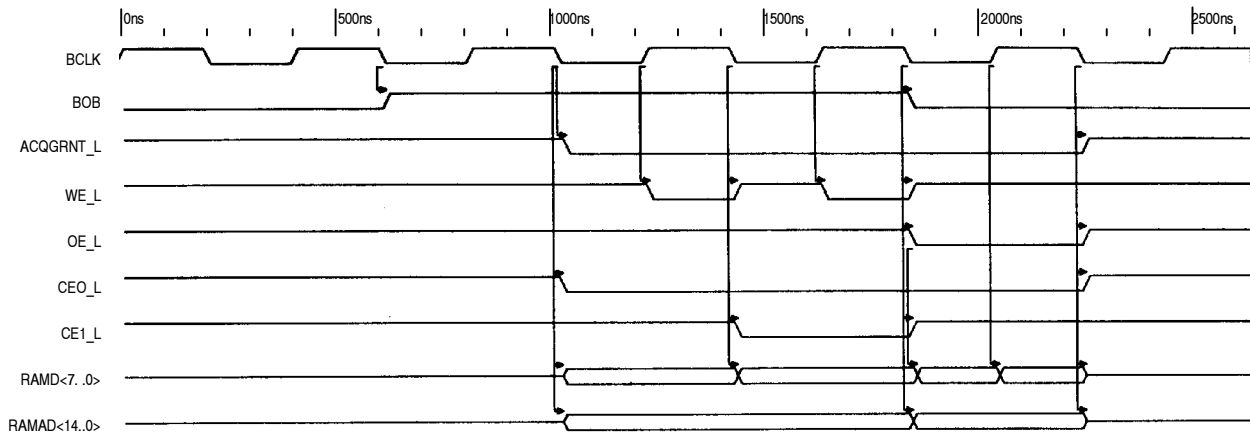 0ns 500ns 1000ns 1500ns 2000ns 2500ns
BCLK
BOB
ACQGRNT_L
WE_L
OE_L
CEO_L
CE1_L
RAMD<7. .0>
RAMAD<14..0>